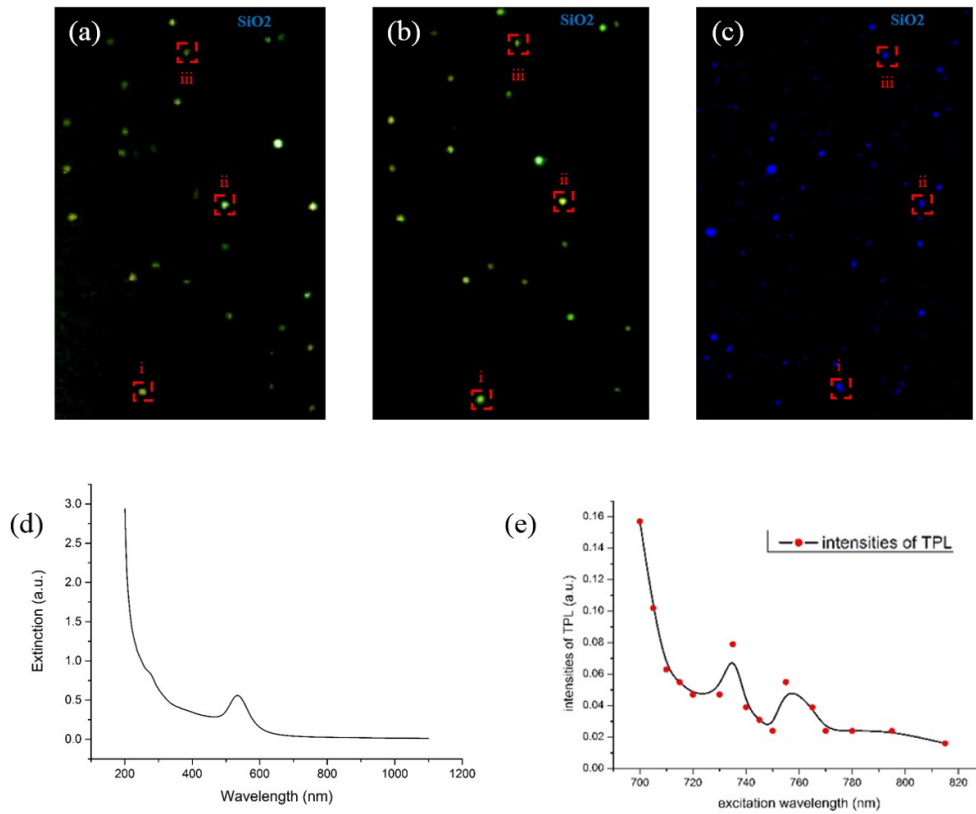 (a)
SiO2
iii
ii
i
(b)
SiO2
iii
ii
i
(c)
SiO2
iii
ii
i
(d)
3.0
2.5
2.0
1.5
1.0
0.5
0.0
Extinction (a.u.)
200
400
600
800
1000
1200
Wavelength (nm)
(e)
0.16
0.14
0.12
0.10
0.08
0.06
0.04
0.02
0.00
intensities of TPL (a.u.)
intensities of TPL
700
720
740
760
780
800
820
excitation wavelength (nm)